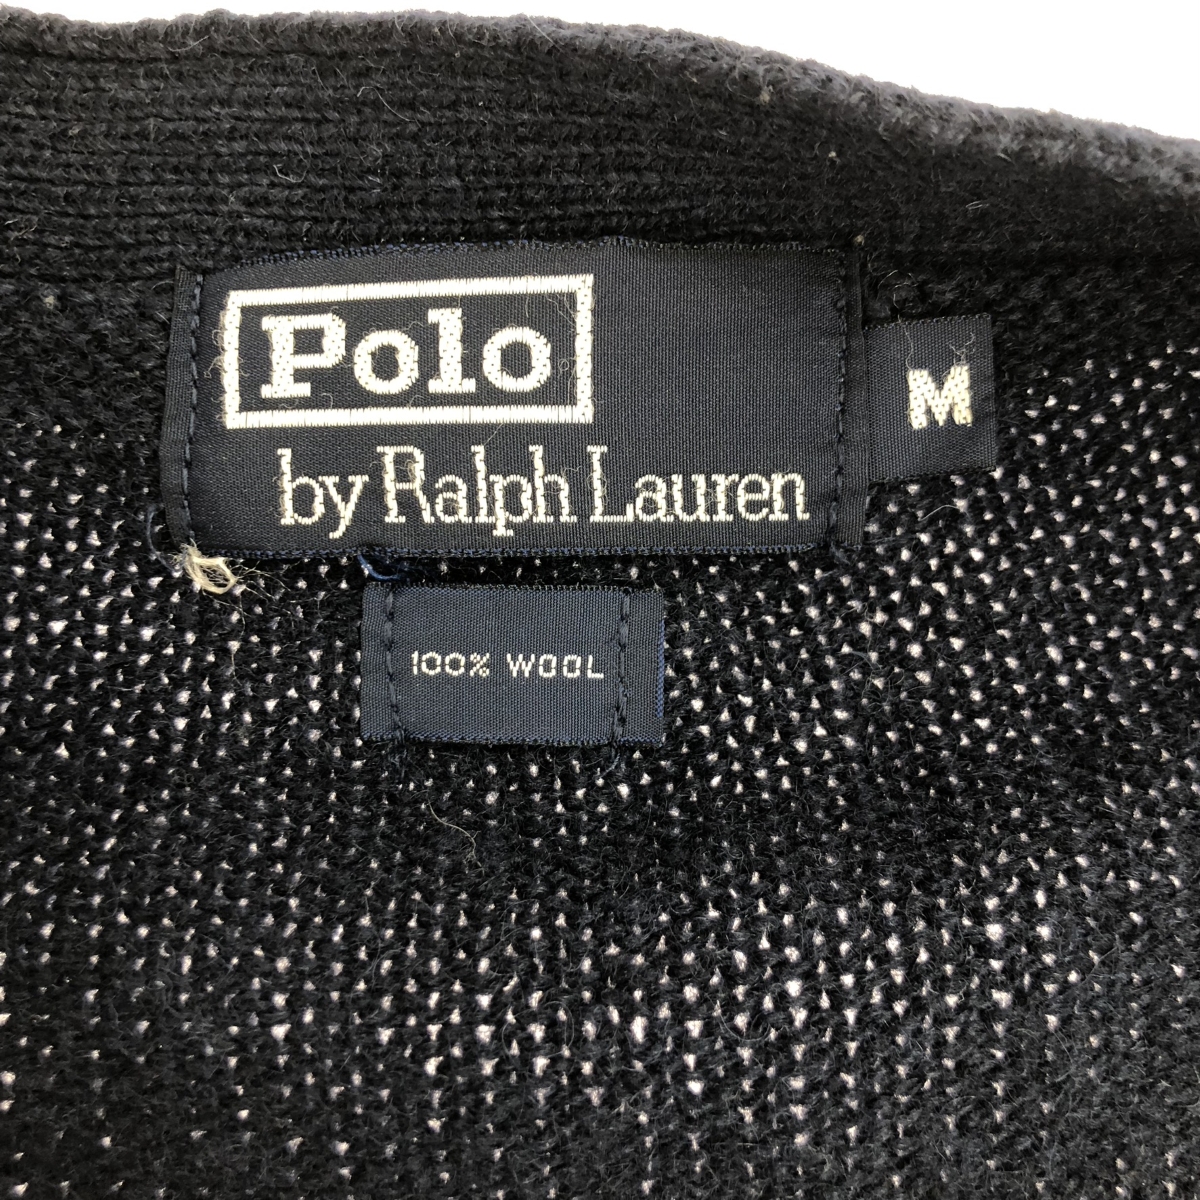 Polo
by Ralph Lauren
M
100% WOOL